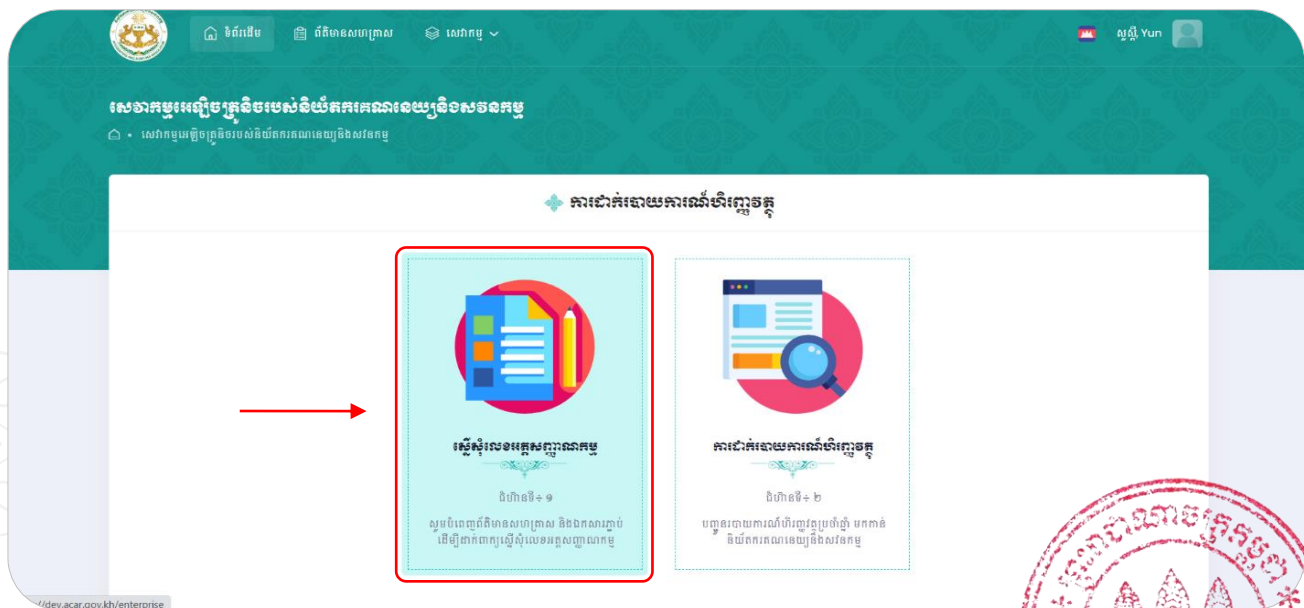 ទំព័រដើម
ព័ត៌មានសហគ្រាស
សេវាកម្ម
សួស្តី, Yun
សេវាកម្មអេឡិចត្រូនិចរបស់និយ័តករគណនេយ្យនិងសវនកម្ម
សេវាកម្មអេឡិចត្រូនិចរបស់និយ័តករគណនេយ្យនិងសវនកម្ម
ការដាក់របាយការណ៍ហិរញ្ញវត្ថុ
ស្នើសុំលេខអត្តសញ្ញាណកម្ម
ជំហានទី÷ ១
សូមបំពេញព័ត៌មានសហគ្រាស និងឯកសារភ្ជាប់
ដើម្បីដាក់ពាក្យស្នើសុំលេខអត្តសញ្ញាណកម្ម
ការដាក់របាយការណ៍ហិរញ្ញវត្ថុ
ជំហានទី÷ ២
បញ្ជូនរបាយការណ៍ហិរញ្ញវត្ថុប្រចាំឆ្នាំ មកកាន់
និយ័តករគណនេយ្យនិងសវនកម្ម
//dev.acar.gov.kh/enterprise